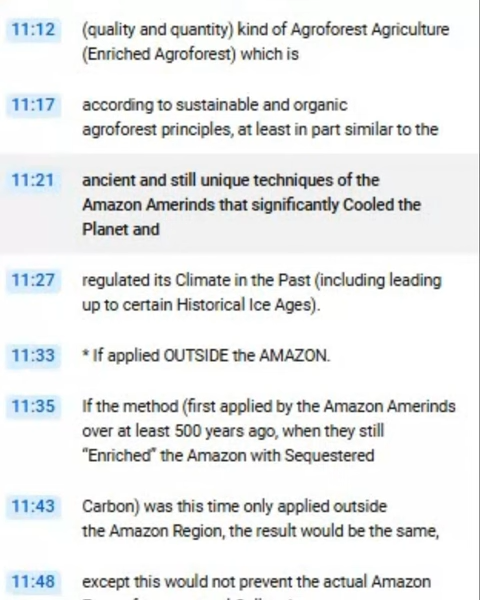 11:12 (quality and quantity) kind of Agroforest Agriculture
(Enriched Agroforest) which is
11:17 according to sustainable and organic
agroforest principles, at least in part similar to the
11:21 ancient and still unique techniques of the
Amazon Amerinds that significantly Cooled the
Planet and
11:27 regulated its Climate in the Past (including leading
up to certain Historical Ice Ages).
11:33 * If applied OUTSIDE the AMAZON.
11:35 If the method (first applied by the Amazon Amerinds
over at least 500 years ago, when they still
"Enriched" the Amazon with Sequestered
11:43 Carbon) was this time only applied outside
the Amazon Region, the result would be the same,
11:48 except this would not prevent the actual Amazon